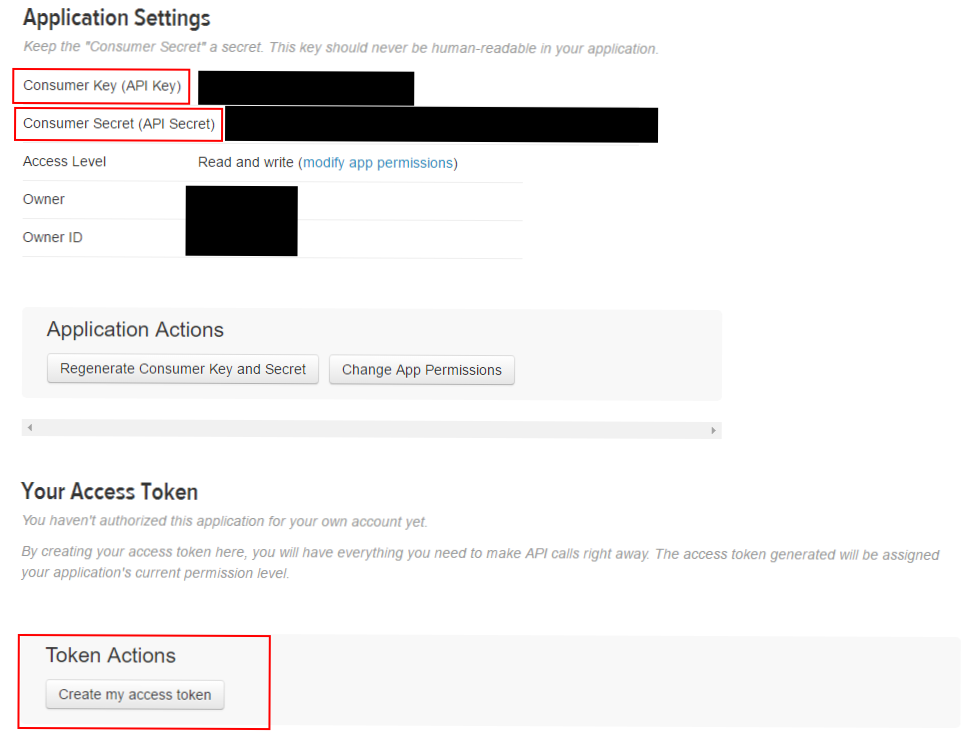 Application Settings
Keep the "Consumer Secret" a secret. This key should never be human-readable in your application.
Consumer Key (API Key)
Consumer Secret (API Secret)
Access Level Read and write (modify app permissions)
Owner
Owner ID
Application Actions
Regenerate Consumer Key and Secret Change App Permissions
Your Access Token
You haven't authorized this application for your own account yet.
By creating your access token here, you will have everything you need to make API calls right away. The access token generated will be assigned
your application's current permission level.
Token Actions
Create my access token